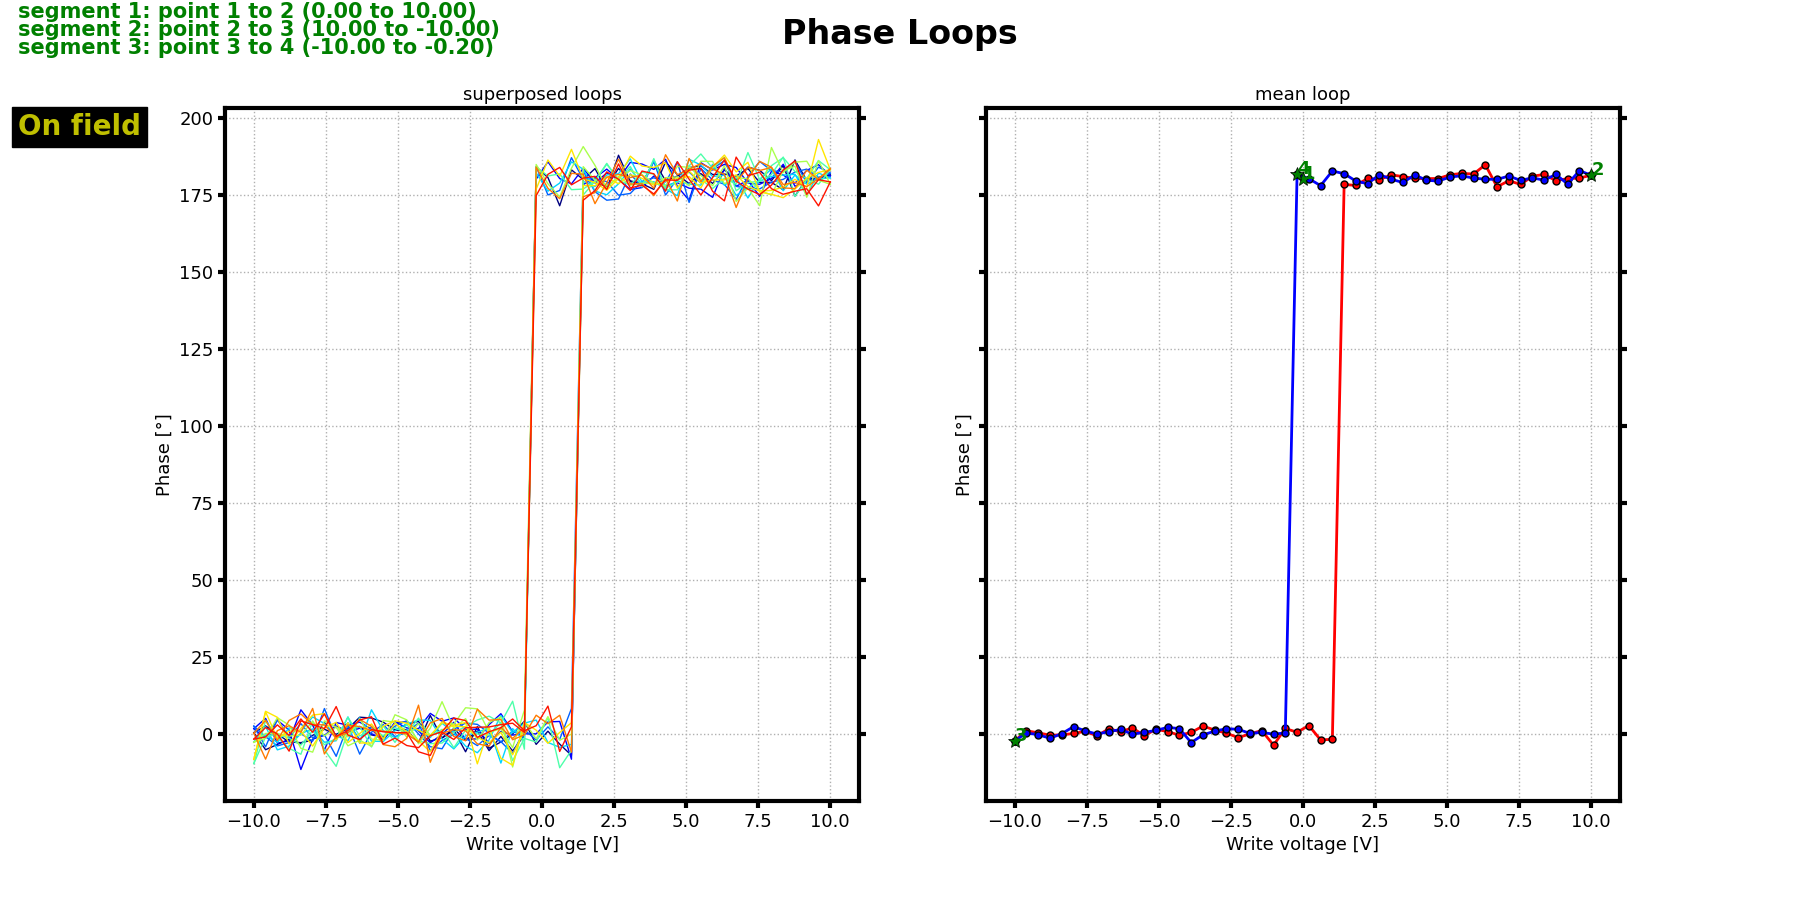 segment 1: point 1 to 2 (0.00 to 10.00)
segment 2: point 2 to 3 (10.00 to -10.00)
segment 3: point 3 to 4 (-10.00 to -0.20)
Phase Loops
On field
superposed loops
200
175
150
125
100
75
50
25
0
Phase [°]
−10.0 −7.5 −5.0 −2.5 0.0 2.5 5.0 7.5 10.0
Write voltage [V]
mean loop
4
1
2
3
Phase [°]
−10.0 −7.5 −5.0 −2.5 0.0 2.5 5.0 7.5 10.0
Write voltage [V]